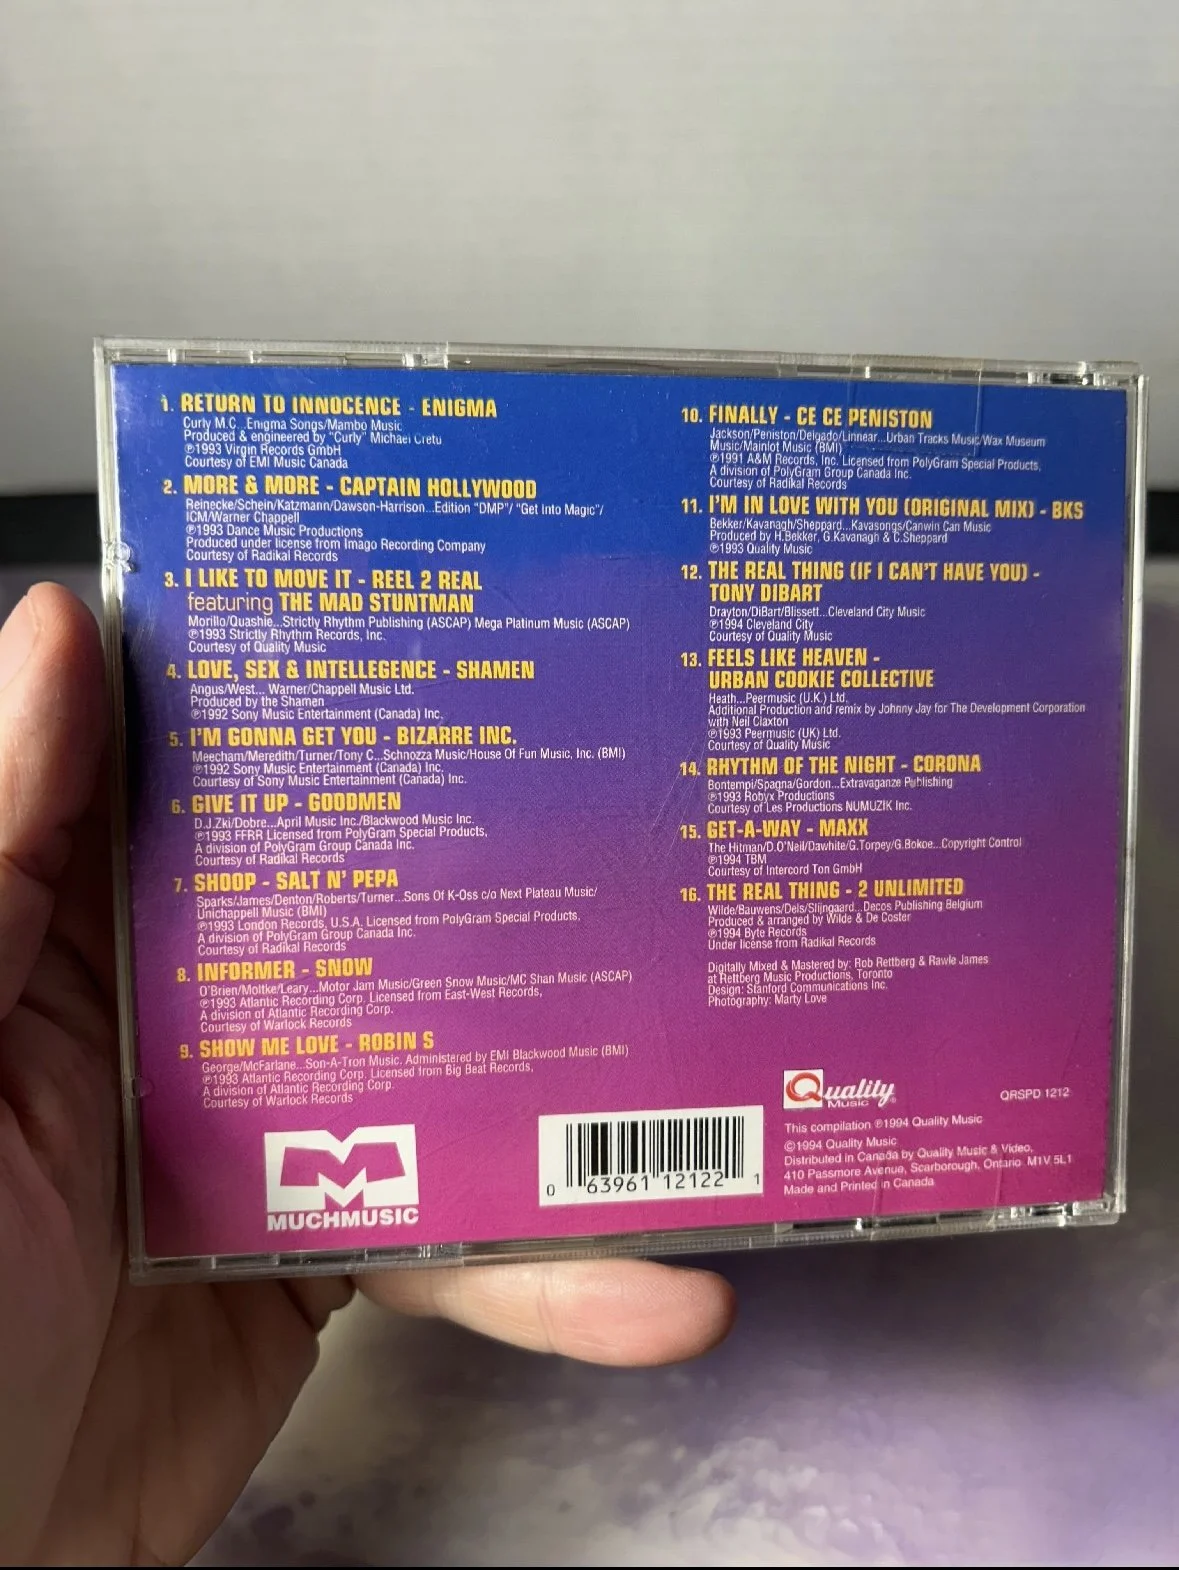 1. RETURN TO INNOCENCE - ENIGMA
Curly M.C...Enigma Songs/Mambo Music
Produced & engineered by "Curly" Michael Cretu
℗1993 Virgin Records GmbH
Courtesy of EMI Music Canada
2. MORE & MORE - CAPTAIN HOLLYWOOD
Reinecke/Schein/Katzmann/Dawson-Harrison...Edition "DMP"/ "Get Into Magic"/
ICM/Warner Chappell
℗1993 Dance Music Productions
Produced under license from Imago Recording Company
Courtesy of Radikal Records
3. I LIKE TO MOVE IT - REEL 2 REAL
featuring THE MAD STUNTMAN
Morillo/Quashie...Strictly Rhythm Publishing (ASCAP) Mega Platinum Music (ASCAP)
℗1993 Strictly Rhythm Records, Inc.
Courtesy of Quality Music
4. LOVE, SEX & INTELLEGENCE - SHAMEN
Angus/West... Warner/Chappell Music Ltd.
Produced by the Shamen
℗1992 Sony Music Entertainment (Canada) Inc.
5. I'M GONNA GET YOU - BIZARRE INC.
Meecham/Meredith/Turner/Tony C...Schnozza Music/House Of Fun Music, Inc. (BMI)
℗1992 Sony Music Entertainment (Canada) Inc.
Courtesy of Sony Music Entertainment (Canada) Inc.
6. GIVE IT UP - GOODMEN
D.J.Zki/Dobre...April Music Inc./Blackwood Music Inc.
℗1993 FFRR Licensed from PolyGram Special Products,
A division of PolyGram Group Canada Inc.
Courtesy of Radikal Records
7. SHOOP - SALT N' PEPA
Sparks/James/Denton/Roberts/Turner...Sons Of K-Oss c/o Next Plateau Music/
Unichappell Music (BMI)
℗1993 London Records, U.S.A. Licensed from PolyGram Special Products,
A division of PolyGram Group Canada Inc.
Courtesy of Radikal Records
8. INFORMER - SNOW
O'Brien/Moltke/Leary...Motor Jam Music/Green Snow Music/MC Shan Music (ASCAP)
℗1993 Atlantic Recording Corp. Licensed from East-West Records,
A division of Atlantic Recording Corp.
Courtesy of Warlock Records
9. SHOW ME LOVE - ROBIN S
George/McFarlane...Son-A-Tron Music. Administered by EMI Blackwood Music (BMI)
℗1993 Atlantic Recording Corp. Licensed from Big Beat Records,
A division of Atlantic Recording Corp.
Courtesy of Warlock Records
MUCHMUSIC
10. FINALLY - CE CE PENISTON
Jackson/Peniston/Delgado/Linnear...Urban Tracks Music/Wax Museum
Music/Mainlot Music (BMI)
℗1991 A&M Records, Inc. Licensed from PolyGram Special Products,
A division of PolyGram Group Canada Inc.
Courtesy of Radikal Records
11. I'M IN LOVE WITH YOU (ORIGINAL MIX) - BKS
Bekker/Kavanagh/Sheppard...Kavasongs/Canwin Can Music
Produced by H.Bekker, G.Kavanagh & C.Sheppard
℗1993 Quality Music
12. THE REAL THING (IF I CAN'T HAVE YOU) -
TONY DIBART
Drayton/DiBart/Blissett...Cleveland City Music
℗1994 Cleveland City
Courtesy of Quality Music
13. FEELS LIKE HEAVEN -
URBAN COOKIE COLLECTIVE
Heath...Peermusic (U.K.) Ltd.
Additional Production and remix by Johnny Jay for The Development Corporation
with Neil Claxton
℗1993 Peermusic (UK) Ltd.
Courtesy of Quality Music
14. RHYTHM OF THE NIGHT - CORONA
Bontempi/Spagna/Gordon...Extravaganze Publishing
℗1993 Robyx Productions
Courtesy of Les Productions NUMUZIK Inc.
15. GET-A-WAY - MAXX
The Hitman/D.O'Neil/Dawhite/G.Torpey/G.Bokoe...Copyright Control
℗1994 TBM
Courtesy of Intercord Ton GmbH
16. THE REAL THING - 2 UNLIMITED
Wilde/Bauwens/Dels/Slijngaard...Decos Publishing Belgium
Produced & arranged by Wilde & De Coster
℗1994 Byte Records
Under license from Radikal Records
Digitally Mixed & Mastered by: Rob Rettberg & Rawle James
at Rettberg Music Productions, Toronto
Design: Stanford Communications Inc.
Photography: Marty Love
Quality
MUSIC
QRSPD 1212
This compilation ℗1994 Quality Music
©1994 Quality Music
Distributed in Canada by Quality Music & Video,
410 Passmore Avenue, Scarborough, Ontario M1V 5L1
Made and Printed in Canada
0 63961 12122 1